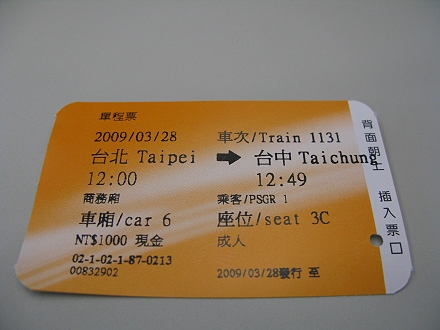 單程票
2009/03/28 車次/Train 1131
台北 Taipei → 台中 Taichung
12:00 12:49
商務廂 乘客/PSGR 1
車廂/car 6 座位/seat 3C
NT$1000 現金 成人
02-1-02-1-87-0213
00832902 2009/03/28發行 至
背面朝上 插入票口